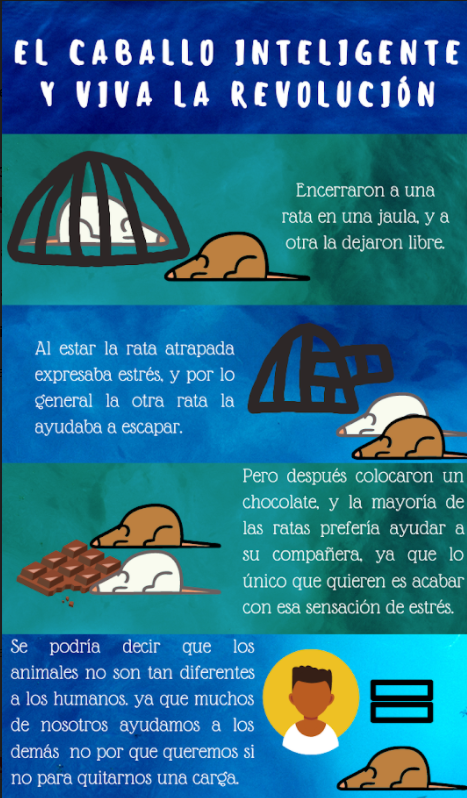 EL CABALLO INTELIGENTE
Y VIVA LA REVOLUCIÓN
Encerraron a una
rata en una jaula, y a
otra la dejaron libre.
Al estar la rata atrapada
expresaba estrés, y por lo
general la otra rata la
ayudaba a escapar.
Pero después colocaron un
chocolate, y la mayoría de
las ratas prefería ayudar a
su compañera, ya que lo
único que quieren es acabar
con esa sensación de estrés.
Se podría decir que los
animales no son tan diferentes
a los humanos, ya que muchos
de nosotros ayudamos a los
demás no por que queremos si
no para quitarnos una carga.